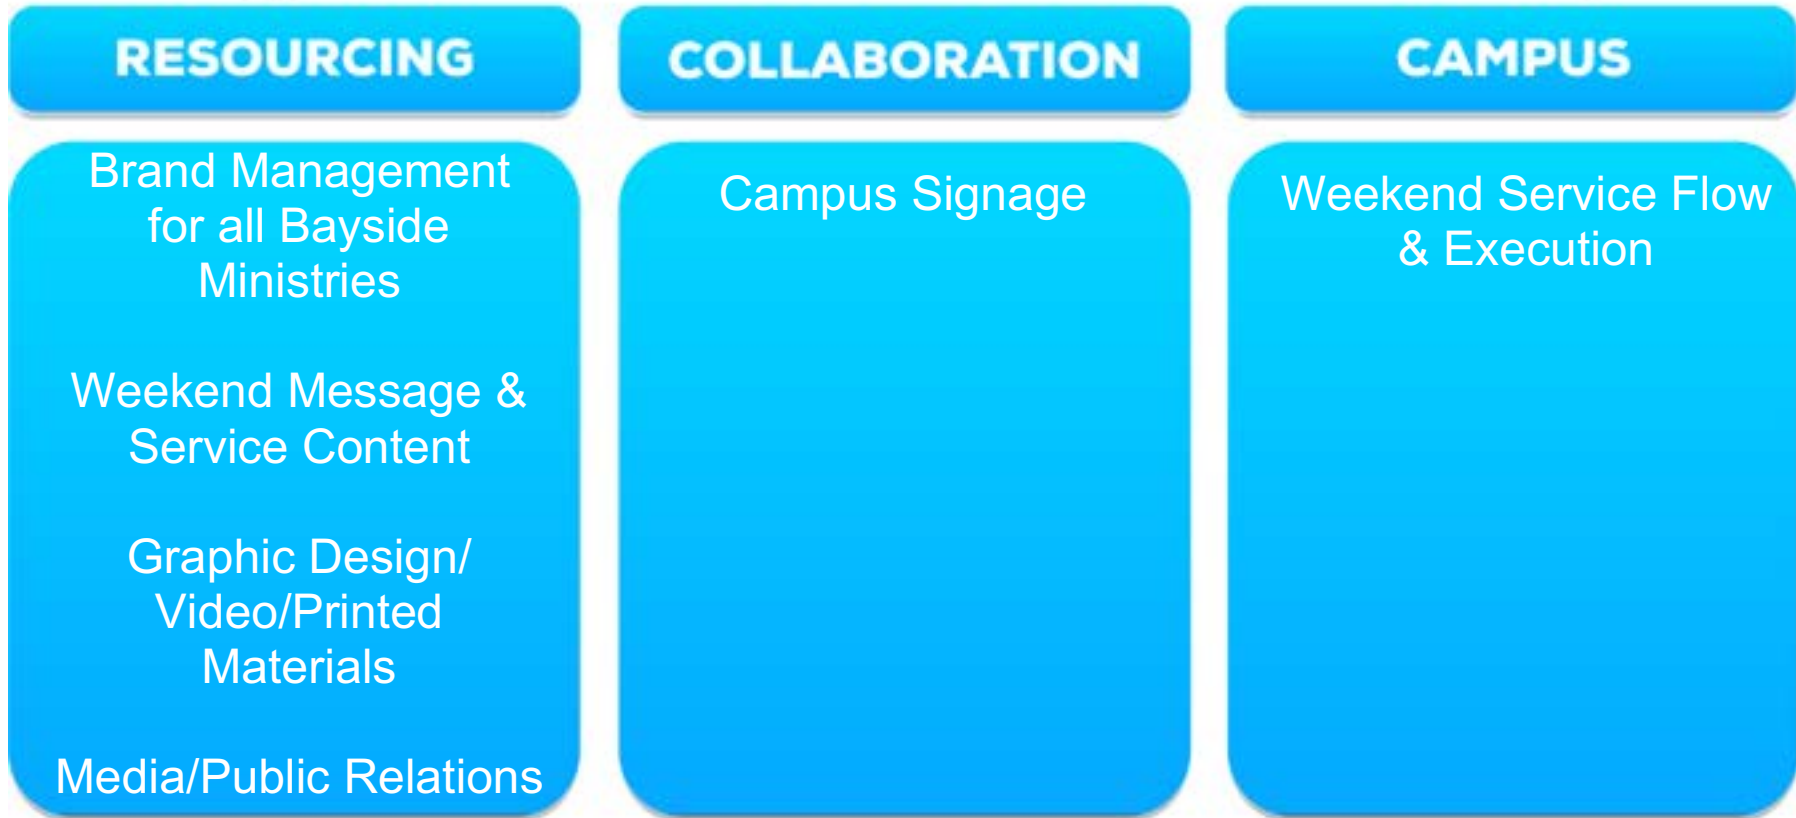 RESOURCING
Brand Management
for all Bayside
Ministries
Weekend Message &
Service Content
Graphic Design/
Video/Printed
Materials
Media/Public Relations
COLLABORATION
Campus Signage
CAMPUS
Weekend Service Flow
& Execution